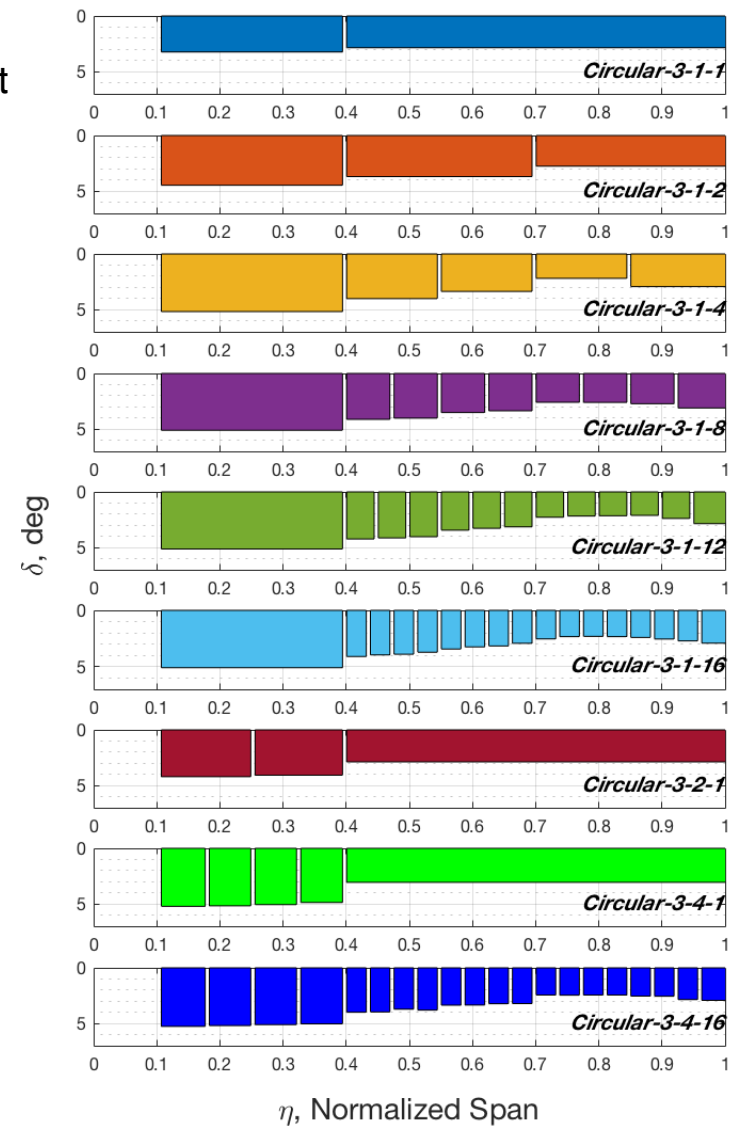 t
0
5
Circular-3-1-1
0 0.1 0.2 0.3 0.4 0.5 0.6 0.7 0.8 0.9 1
0
5
Circular-3-1-2
0 0.1 0.2 0.3 0.4 0.5 0.6 0.7 0.8 0.9 1
0
5
Circular-3-1-4
0 0.1 0.2 0.3 0.4 0.5 0.6 0.7 0.8 0.9 1
0
5
Circular-3-1-8
0 0.1 0.2 0.3 0.4 0.5 0.6 0.7 0.8 0.9 1
0
5
Circular-3-1-12
0 0.1 0.2 0.3 0.4 0.5 0.6 0.7 0.8 0.9 1
0
5
Circular-3-1-16
0 0.1 0.2 0.3 0.4 0.5 0.6 0.7 0.8 0.9 1
0
5
Circular-3-2-1
0 0.1 0.2 0.3 0.4 0.5 0.6 0.7 0.8 0.9 1
0
5
Circular-3-4-1
0 0.1 0.2 0.3 0.4 0.5 0.6 0.7 0.8 0.9 1
0
5
Circular-3-4-16
0 0.1 0.2 0.3 0.4 0.5 0.6 0.7 0.8 0.9 1
δ, deg
η, Normalized Span